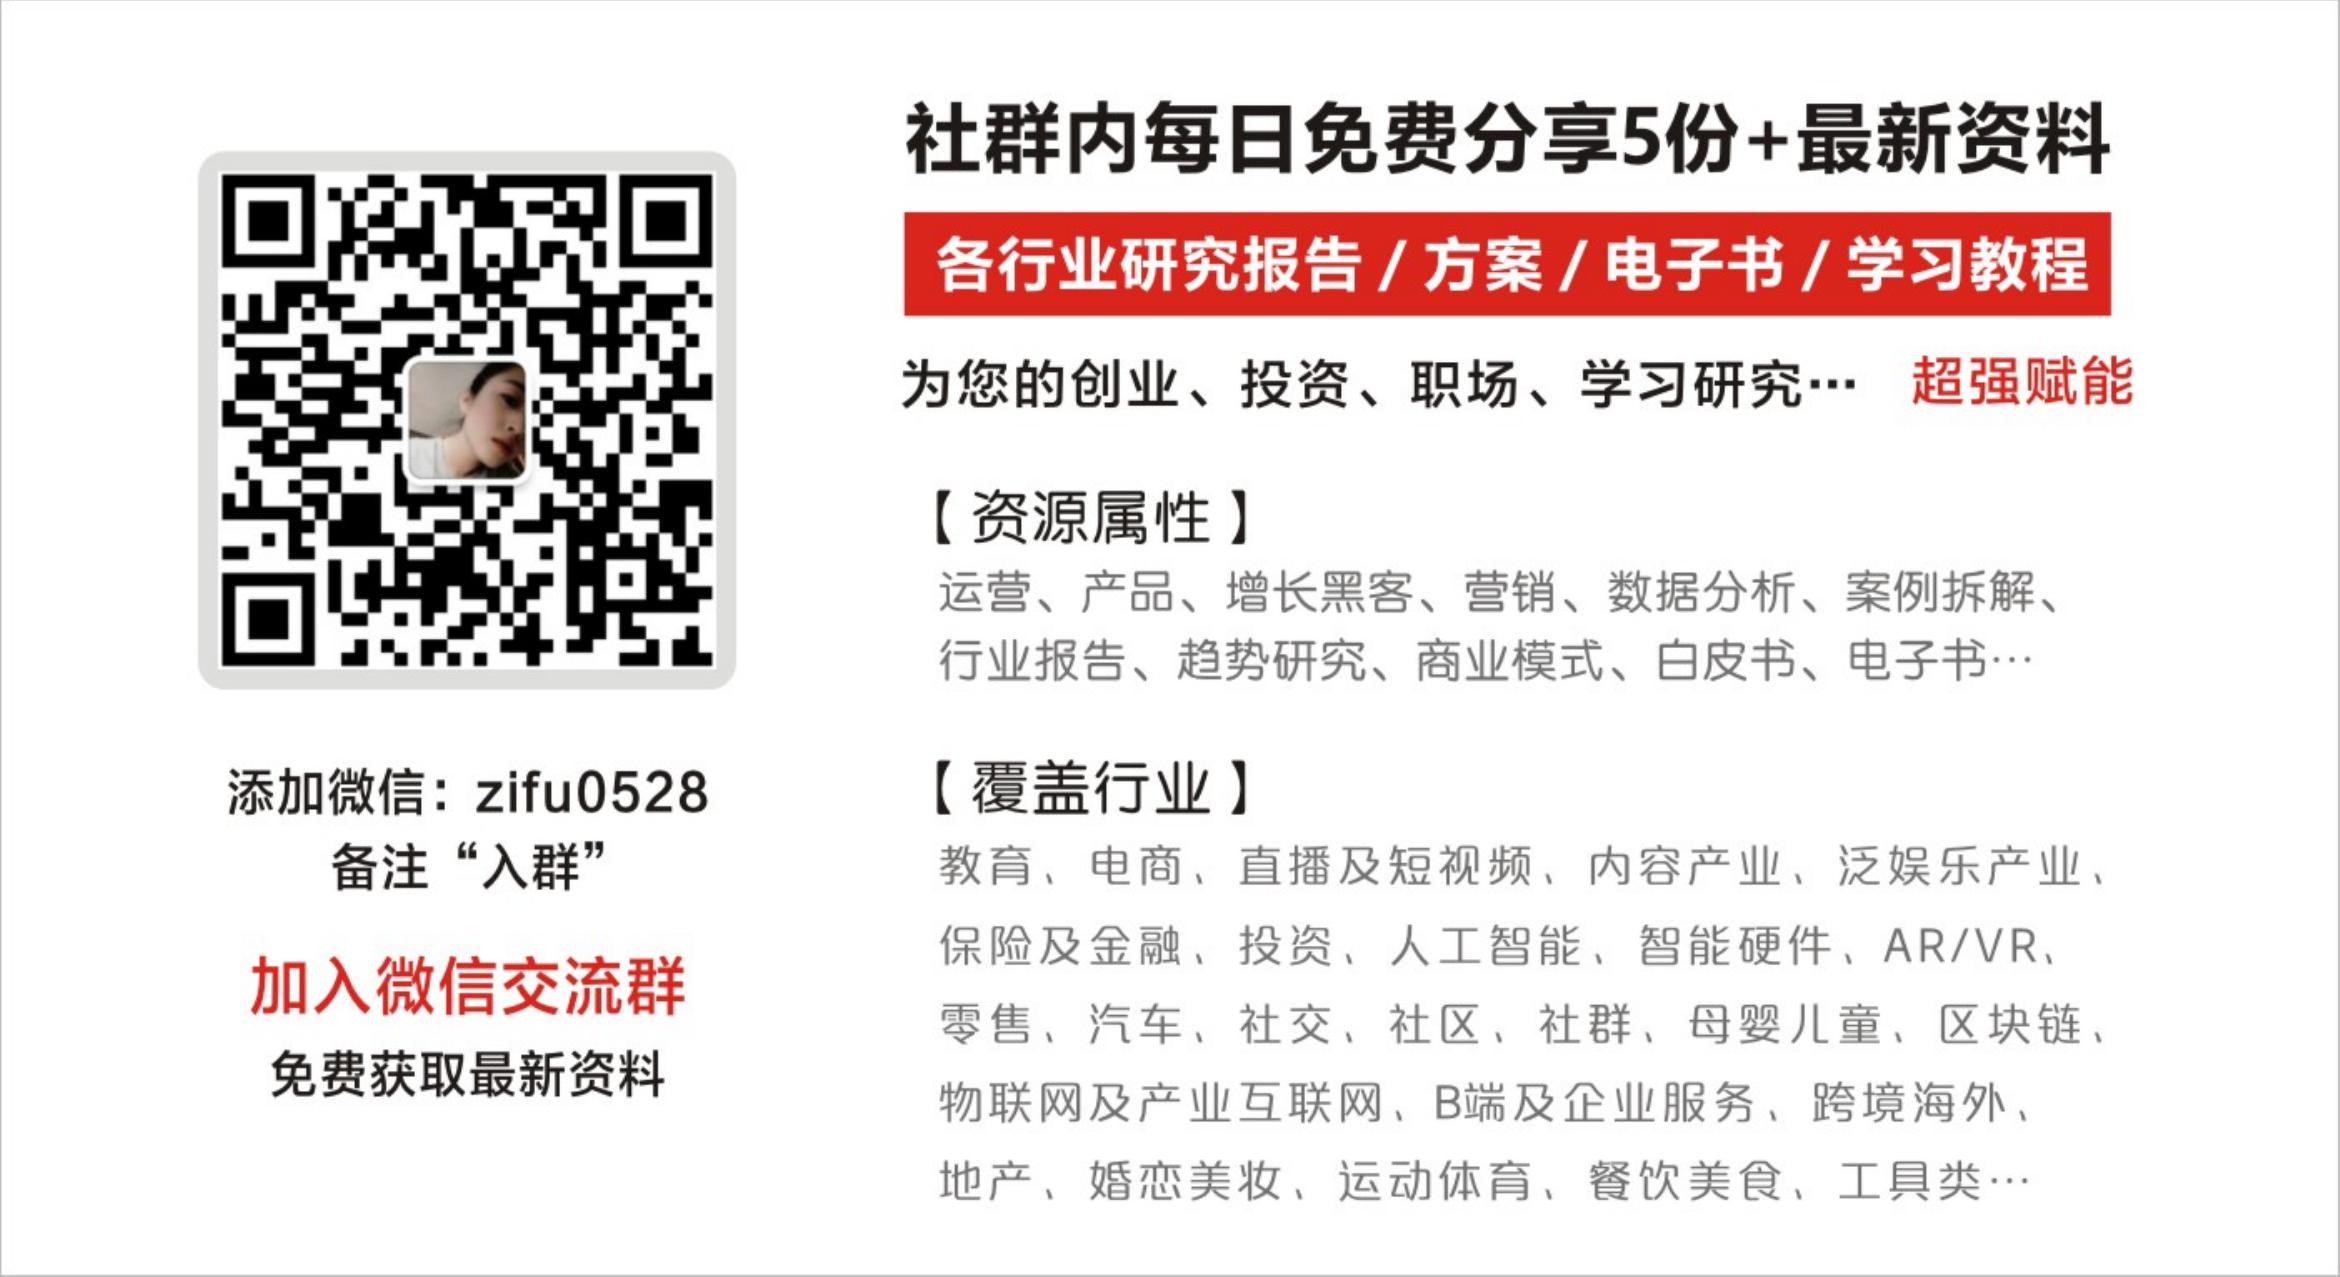 社群内每日免费分享5份+最新资料
各行业研究报告 / 方案 / 电子书 / 学习教程
为您的创业、投资、职场、学习研究… 超强赋能
【 资源属性 】
运营、产品、增长黑客、营销、数据分析、案例拆解、
行业报告、趋势研究、商业模式、白皮书、电子书…
【 覆盖行业 】
教育、电商、直播及短视频、内容产业、泛娱乐产业、
保险及金融、投资、人工智能、智能硬件、AR/VR、
零售、汽车、社交、社区、社群、母婴儿童、区块链、
物联网及产业互联网、B端及企业服务、跨境海外、
地产、婚恋美妆、运动体育、餐饮美食、工具类…
添加微信：zifu0528
备注“入群”
加入微信交流群
免费获取最新资料